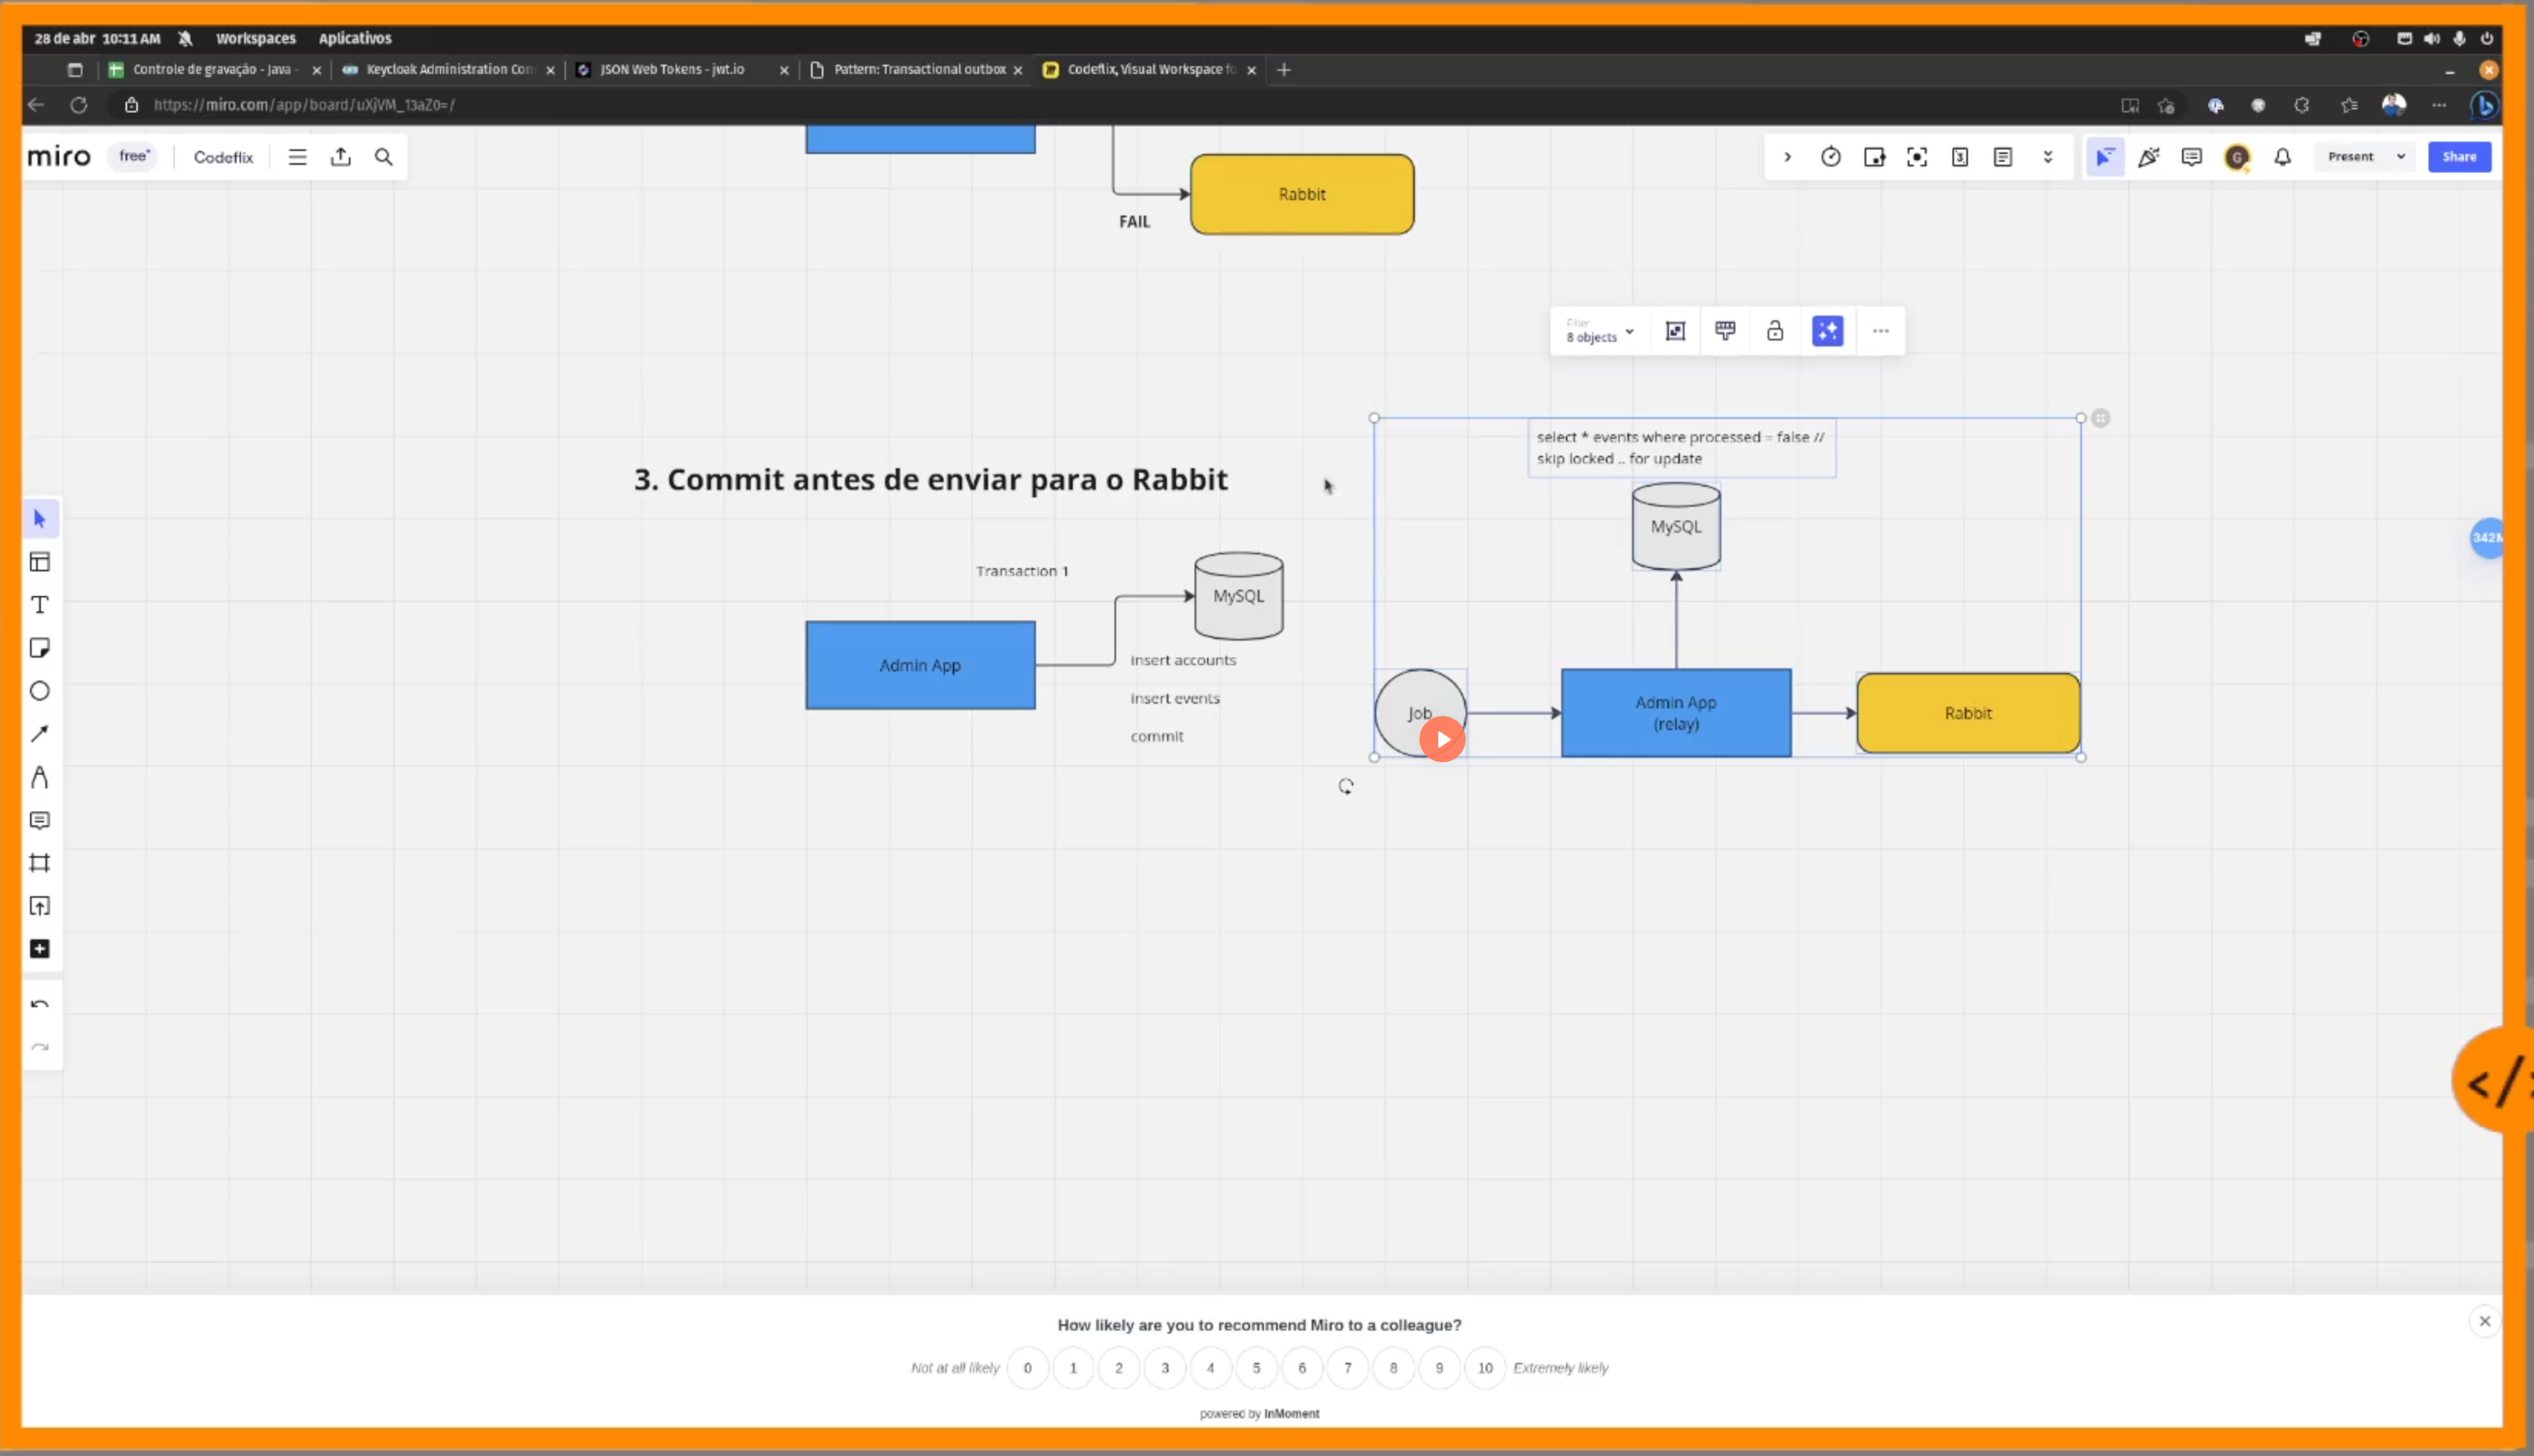 28 de abr 10:11 AM
Workspaces
Aplicativos
Controle de gravação - Java -
Keycloak Administration Con
JSON Web Tokens - jwt.io
Pattern: Transactional outbox
Codeflix, Visual Workspace fo
https://miro.com/app/board/uXjVM_13aZ0=/
miro
free
Codeflix
3
G
Present
Share
Rabbit
FAIL
Filter
8 objects
select * events where processed = false //
skip locked .. for update
3. Commit antes de enviar para o Rabbit
MySQL
342M
Transaction 1
MySQL
Admin App
insert accounts
insert events
commit
Job
Admin App
(relay)
Rabbit
</>
How likely are you to recommend Miro to a colleague?
Not at all likely 0 1 2 3 4 5 6 7 8 9 10 Extremely likely
powered by InMoment